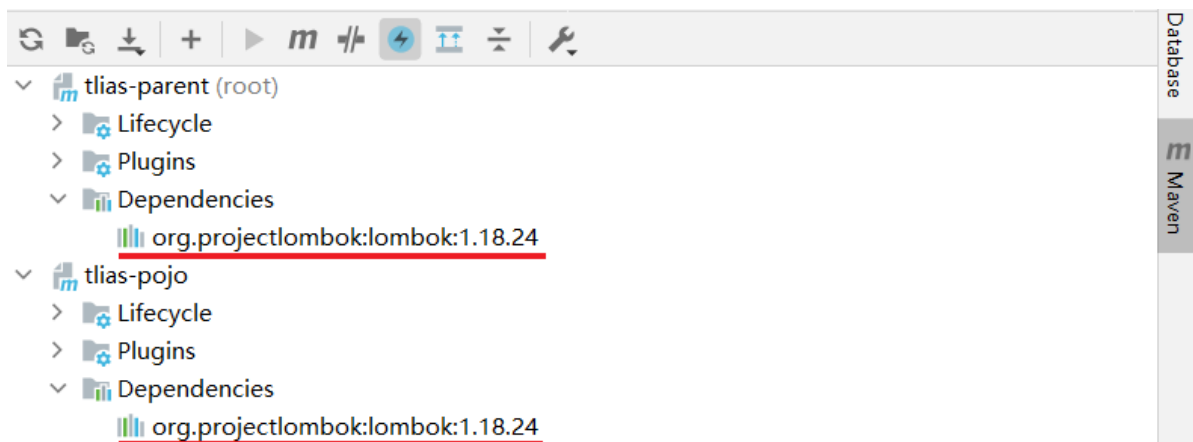 tlias-parent (root)
Lifecycle
Plugins
Dependencies
org.projectlombok:lombok:1.18.24
tlias-pojo
Lifecycle
Plugins
Dependencies
org.projectlombok:lombok:1.18.24
Database
m Maven